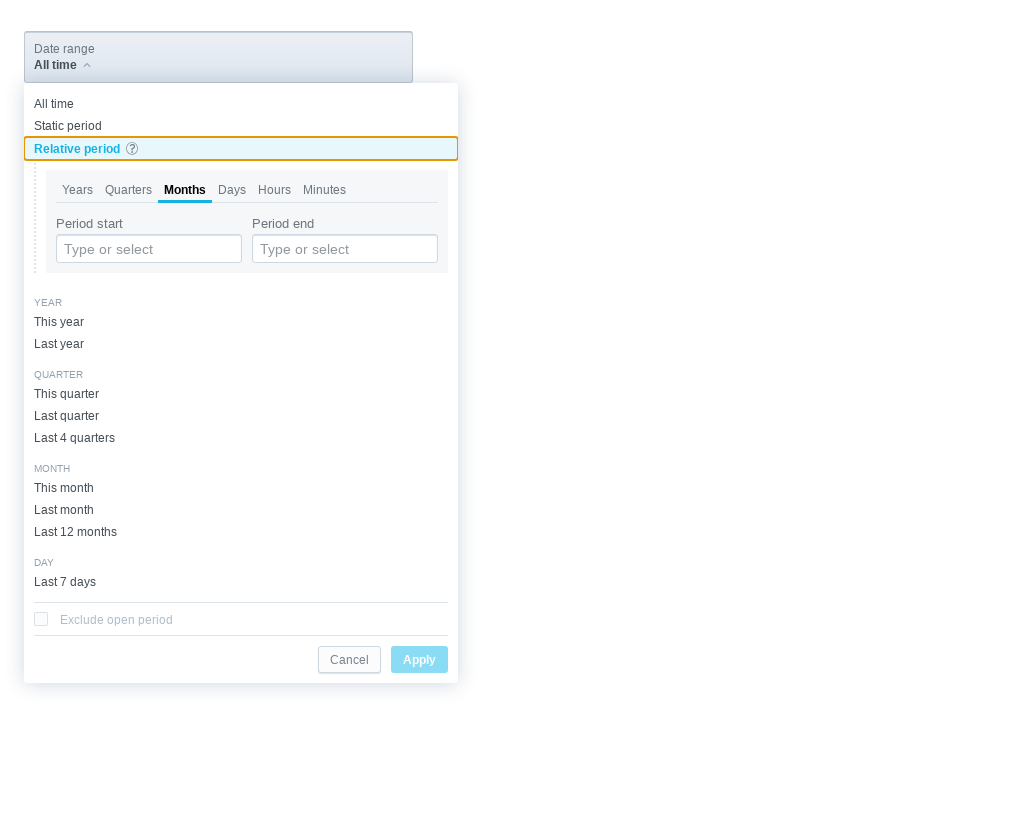 Date range
All time
All time
Static period
Relative period ?
Years Quarters Months Days Hours Minutes
Period start Period end
Type or select Type or select
YEAR
This year
Last year
QUARTER
This quarter
Last quarter
Last 4 quarters
MONTH
This month
Last month
Last 12 months
DAY
Last 7 days
Exclude open period
Cancel Apply